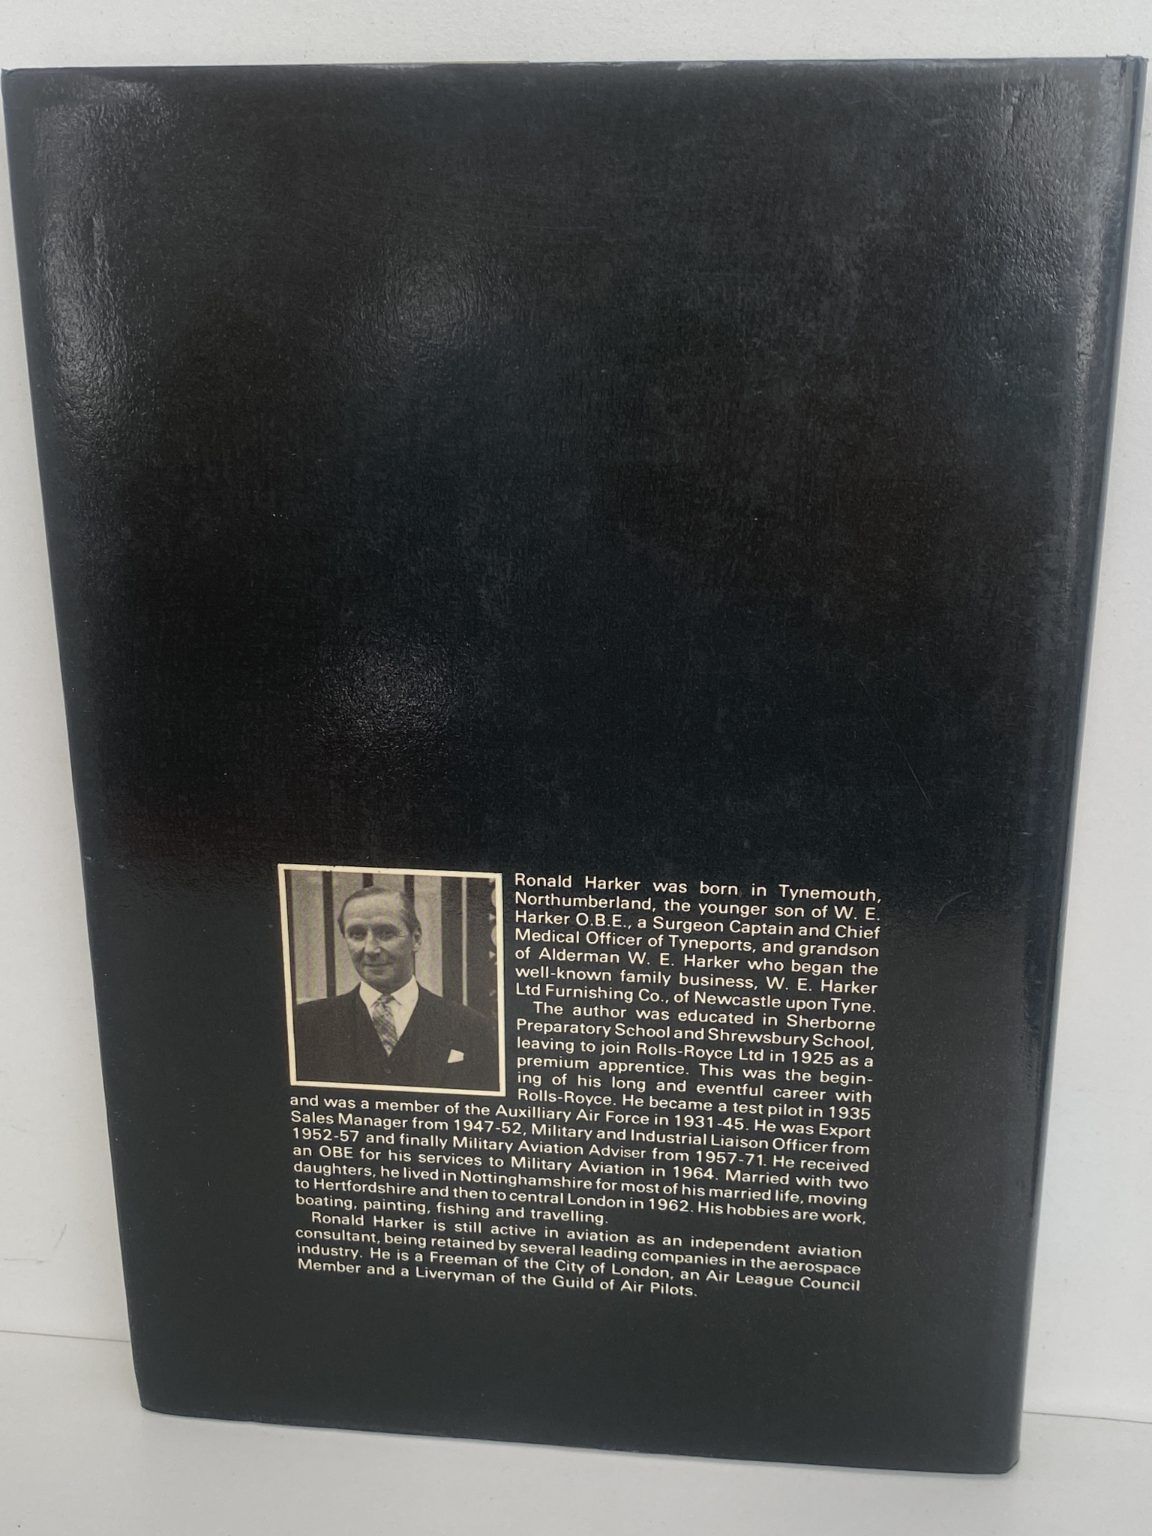 Ronald Harker was born in Tynemouth,
Northumberland, the younger son of W. E.
Harker O.B.E., a Surgeon Captain and Chief
Medical Officer of Tyneports, and grandson
of Alderman W. E. Harker who began the
well-known family business, W. E. Harker
Ltd Furnishing Co., of Newcastle upon Tyne.
The author was educated in Sherborne
Preparatory School and Shrewsbury School,
leaving to join Rolls-Royce Ltd in 1925 as a
premium apprentice. This was the begin-
ing of his long and eventful career with
Rolls-Royce. He became a test pilot in 1935
and was a member of the Auxilliary Air Force in 1931-45. He was Export
Sales Manager from 1947-52, Military and Industrial Liaison Officer from
1952-57 and finally Military Aviation Adviser from 1957-71. He received
an OBE for his services to Military Aviation in 1964. Married with two
daughters, he lived in Nottinghamshire for most of his married life, moving
to Hertfordshire and then to central London in 1962. His hobbies are work,
boating, painting, fishing and travelling.
Ronald Harker is still active in aviation as an independent aviation
consultant, being retained by several leading companies in the aerospace
industry. He is a Freeman of the City of London, an Air League Council
Member and a Liveryman of the Guild of Air Pilots.